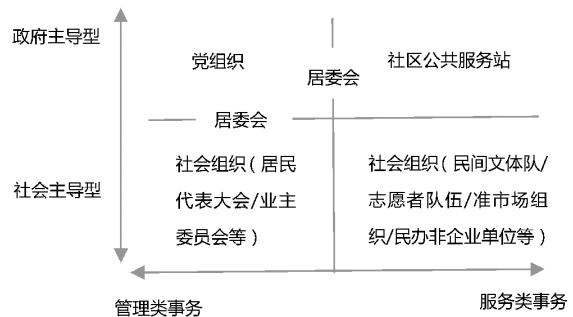 政府主导型
党组织
社区公共服务站
居委会
居委会
社会主导型
社会组织（居民
代表大会/业主
委员会等）
社会组织（民间文体队/
志愿者队伍/准市场组
织/民办非企业单位等）
管理类事务
服务类事务